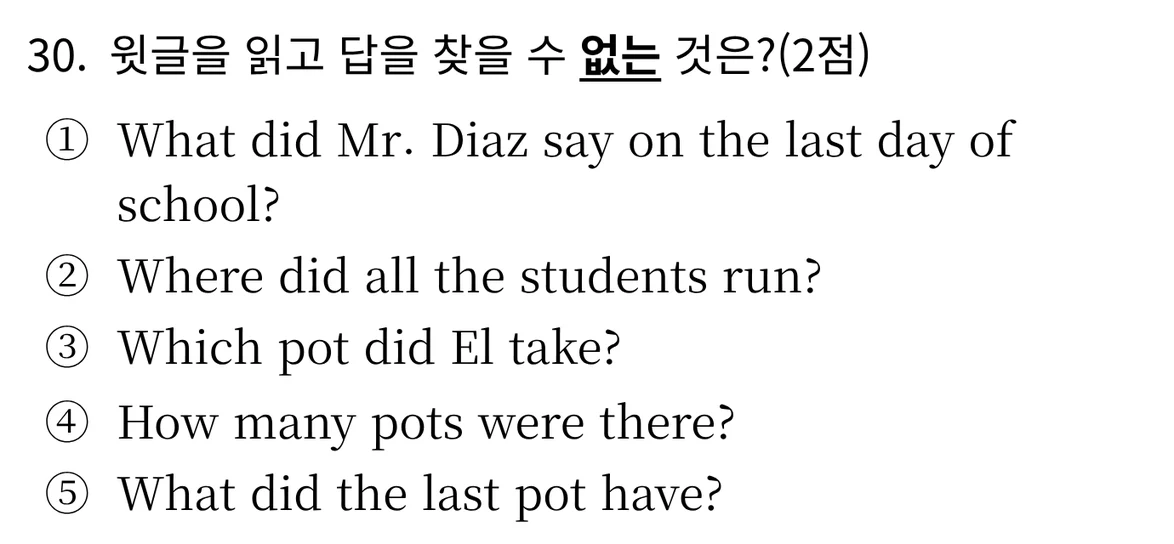 30. 윗글을 읽고 답을 찾을 수 없는 것은?(2점)
① What did Mr. Diaz say on the last day of
school?
② Where did all the students run?
③ Which pot did El take?
④ How many pots were there?
⑤ What did the last pot have?